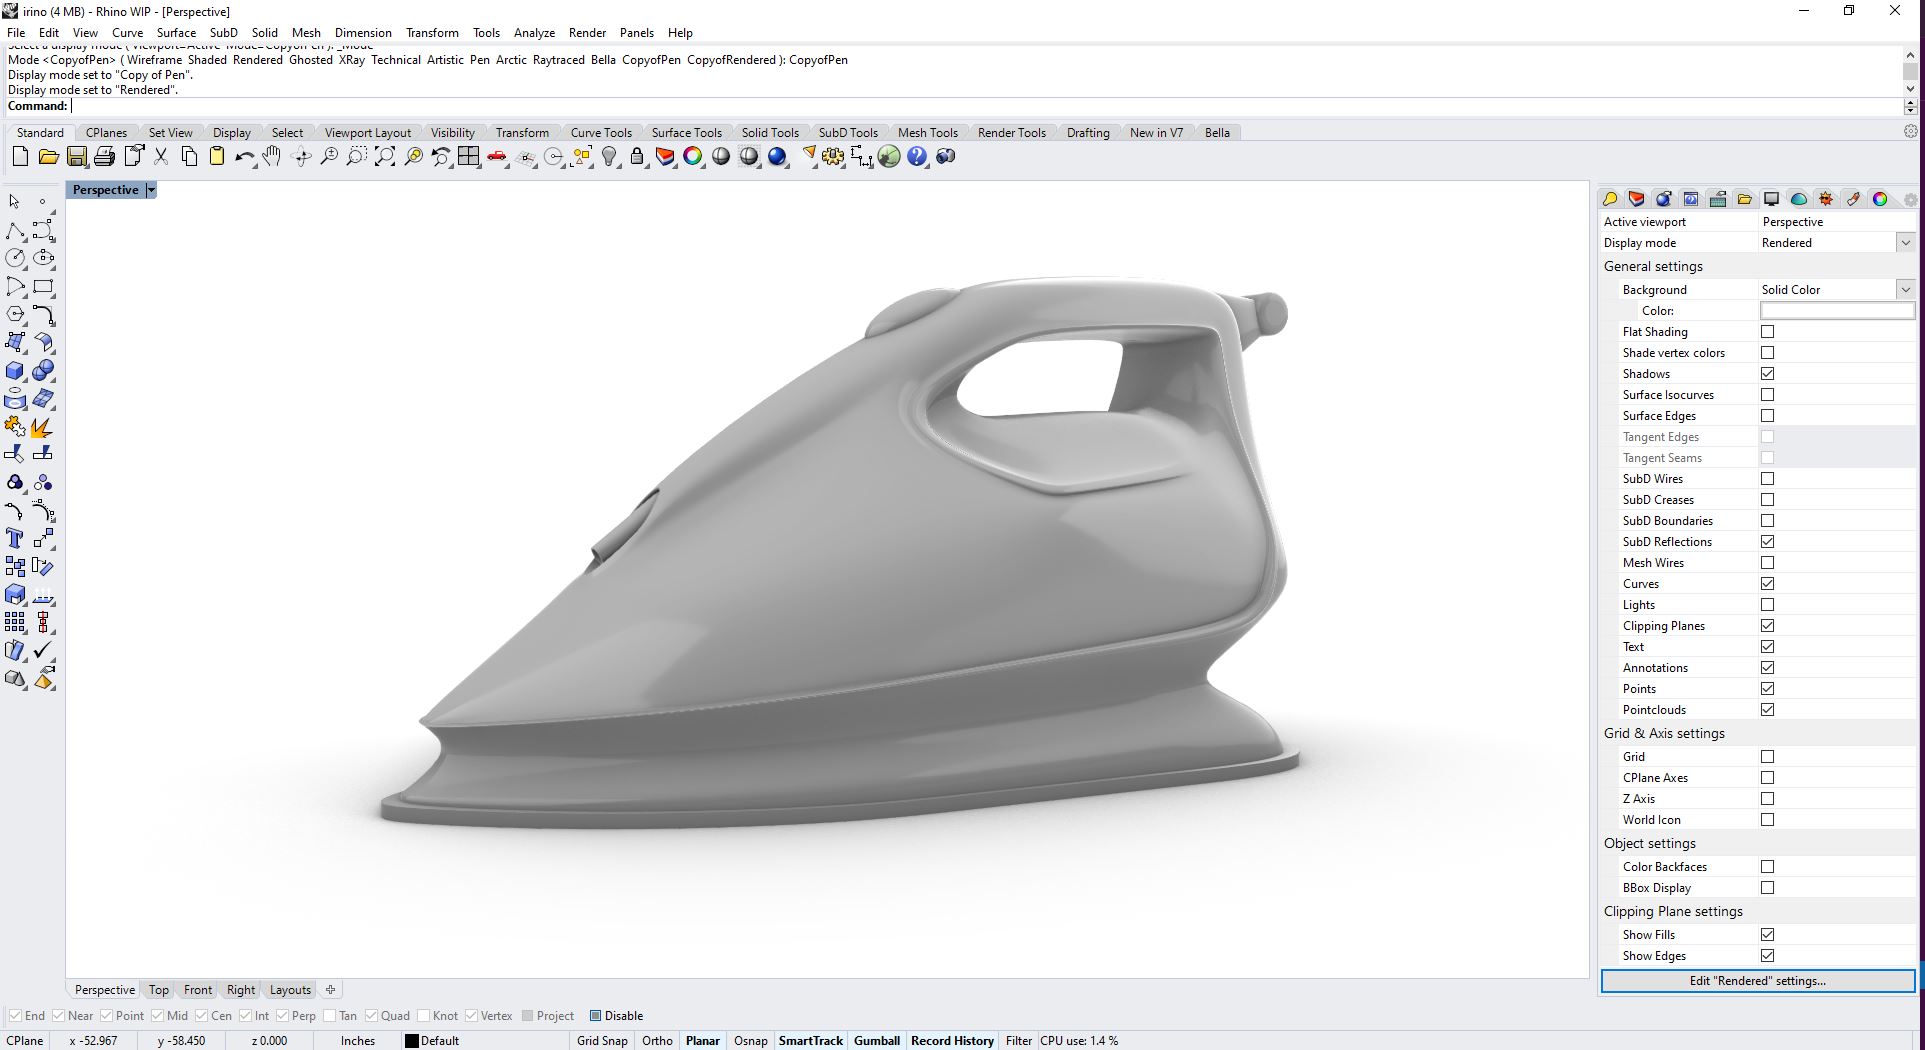 irino (4 MB) - Rhino WIP - [Perspective]
File Edit View Curve Surface SubD Solid Mesh Dimension Transform Tools Analyze Render Panels Help
Select a display mode ( Viewport=Active Mode=CopyofPen ): _Mode
Mode <CopyofPen> ( Wireframe Shaded Rendered Ghosted XRay Technical Artistic Pen Arctic Raytraced Bella CopyofPen CopyofRendered ): CopyofPen
Display mode set to "Copy of Pen".
Display mode set to "Rendered".
Command:
Standard CPlanes Set View Display Select Viewport Layout Visibility Transform Curve Tools Surface Tools Solid Tools SubD Tools Mesh Tools Render Tools Drafting New in V7 Bella
Perspective
Active viewport Perspective
Display mode Rendered
General settings
Background Solid Color
Color:
Flat Shading
Shade vertex colors
Shadows
Surface Isocurves
Surface Edges
Tangent Edges
Tangent Seams
SubD Wires
SubD Creases
SubD Boundaries
SubD Reflections
Mesh Wires
Curves
Lights
Clipping Planes
Text
Annotations
Points
Pointclouds
Grid & Axis settings
Grid
CPlane Axes
Z Axis
World Icon
Object settings
Color Backfaces
BBox Display
Clipping Plane settings
Show Fills
Show Edges
Edit "Rendered" settings...
Perspective Top Front Right Layouts
End Near Point Mid Cen Int Perp Tan Quad Knot Vertex Project Disable
CPlane x -52.967 y -58.450 z 0.000 Inches Default Grid Snap Ortho Planar Osnap SmartTrack Gumball Record History Filter CPU use: 1.4 %